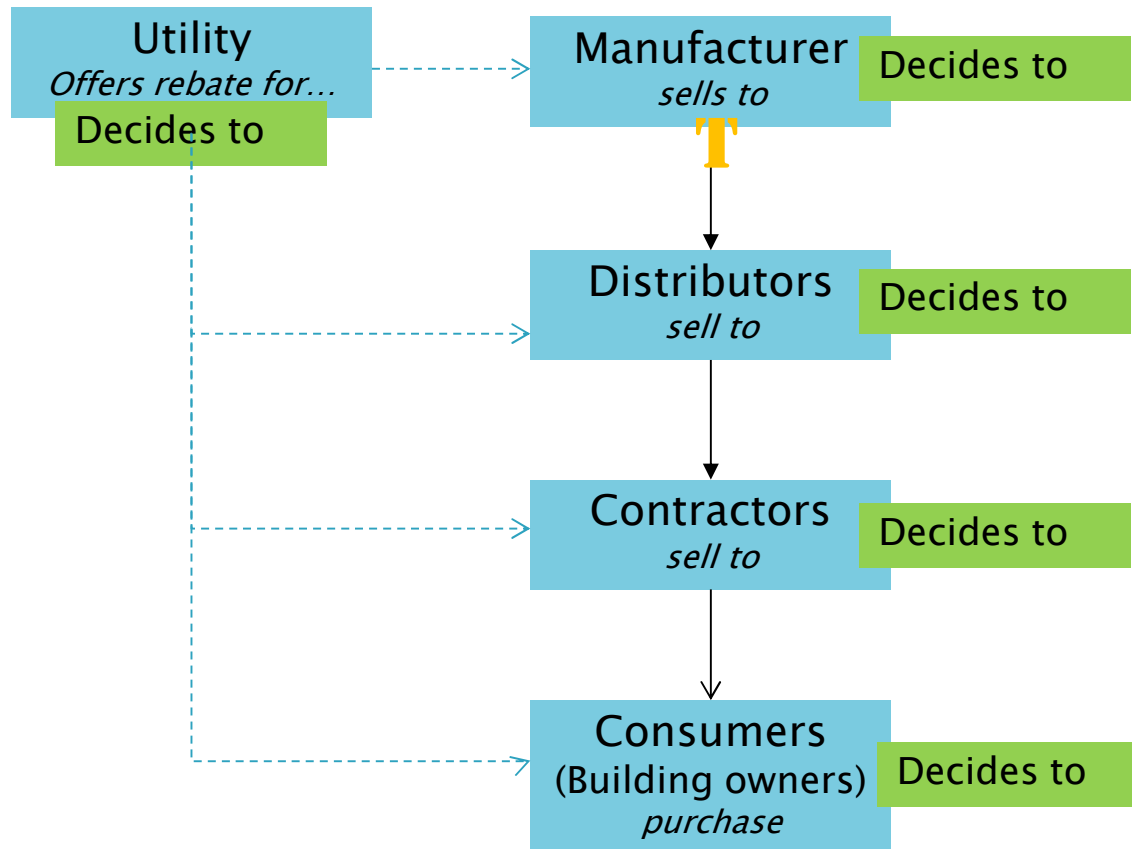 Utility
Offers rebate for…
Decides to
Manufacturer
sells to
Decides to
T
Distributors
sell to
Decides to
Contractors
sell to
Decides to
Consumers
(Building owners)
purchase
Decides to